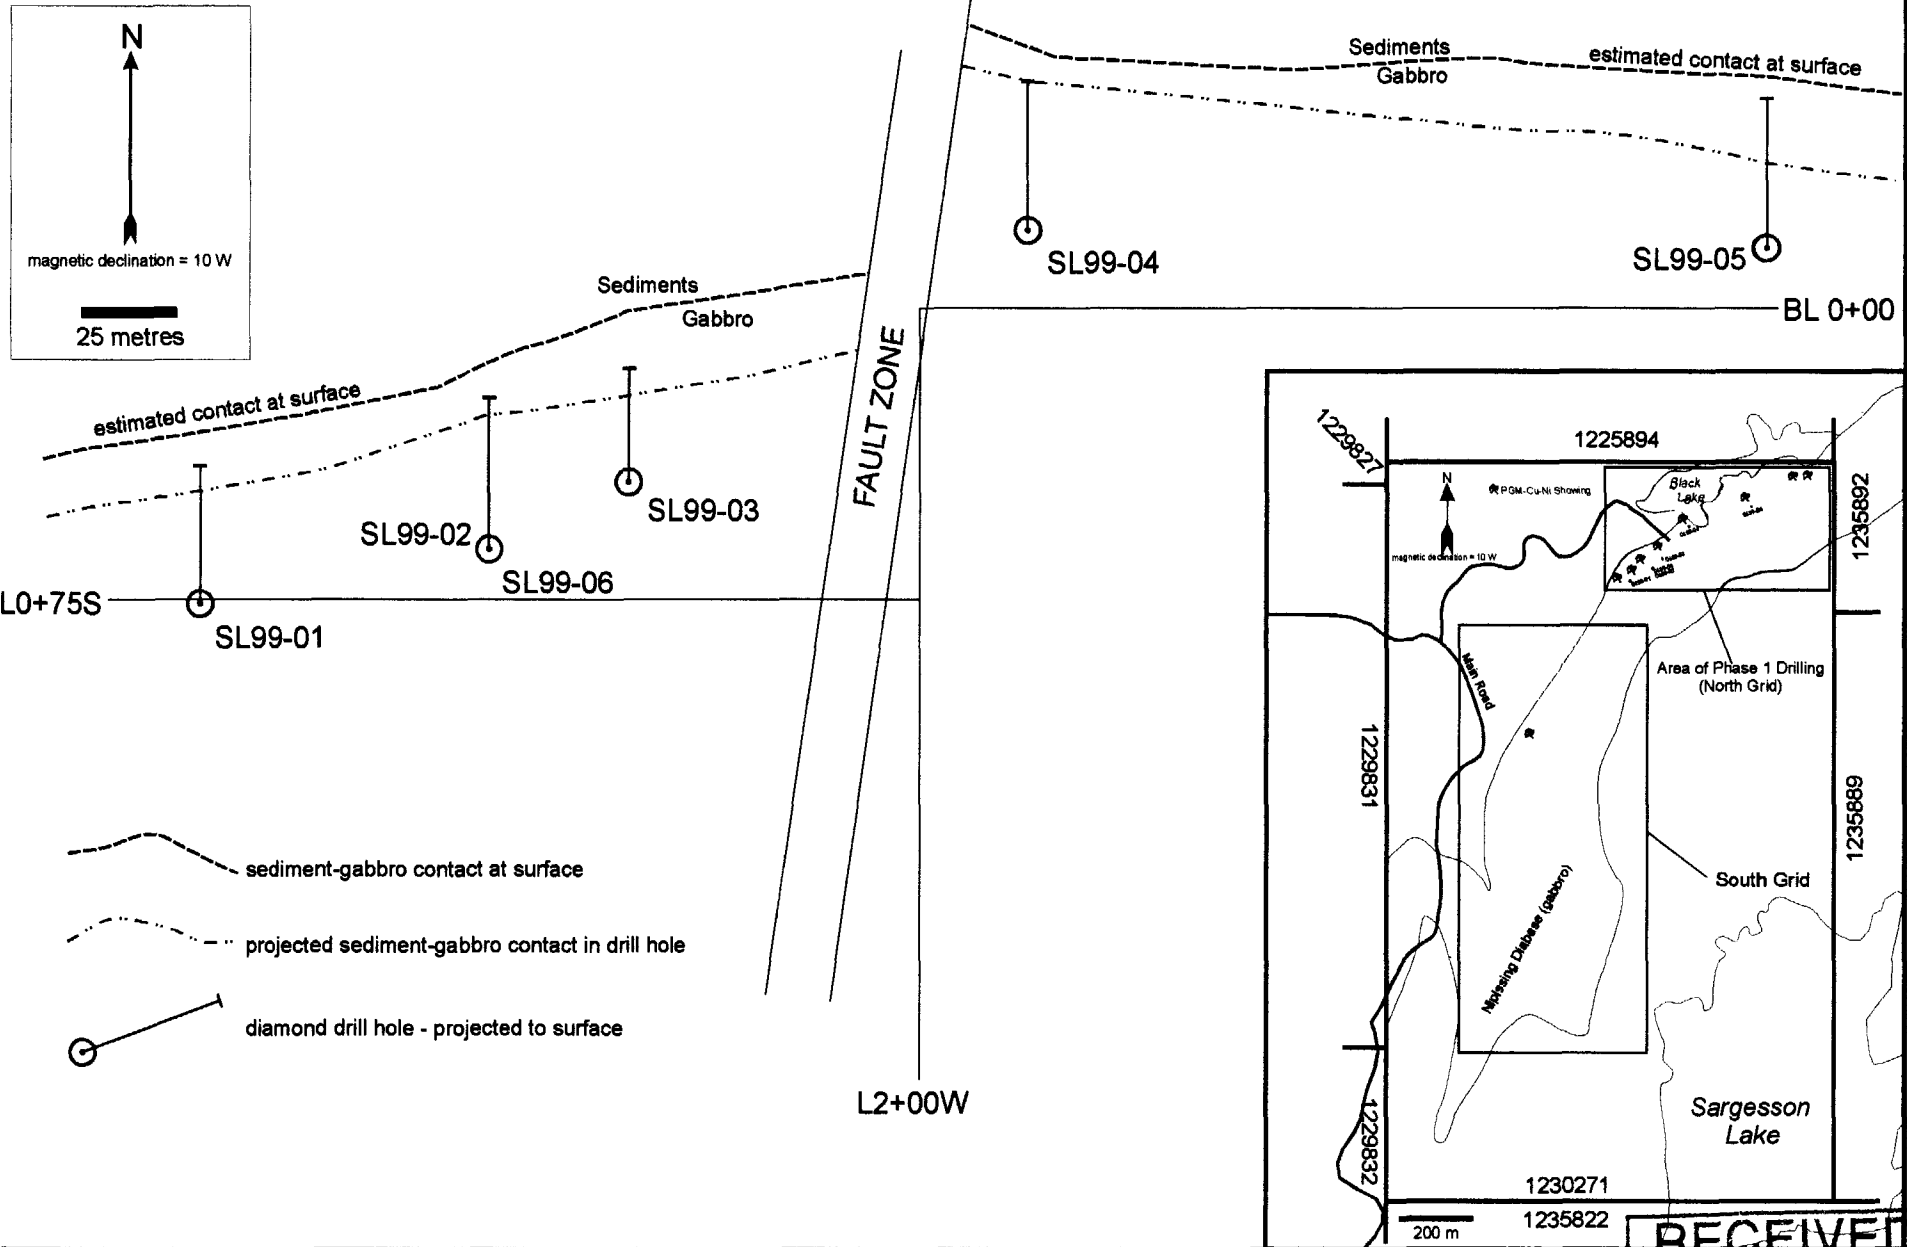 N
magnetic declination = 10 W
25 metres
Sediments
Gabbro
estimated contact at surface
Sediments
Gabbro
estimated contact at surface
SL99-04
SL99-05
BL 0+00
FAULT ZONE
SL99-03
SL99-02
SL99-06
L0+75S
SL99-01
sediment-gabbro contact at surface
projected sediment-gabbro contact in drill hole
diamond drill hole - projected to surface
L2+00W
1229827
1225894
N
PGM-Cu-Ni Showing
Black
Lake
1235892
magnetic declination = 10 W
Main Road
Area of Phase 1 Drilling
(North Grid)
1229831
1235889
South Grid
Nipissing Diabase (gabbro)
Sargesson
Lake
1229832
1230271
1235822
200 m
RECEIVED